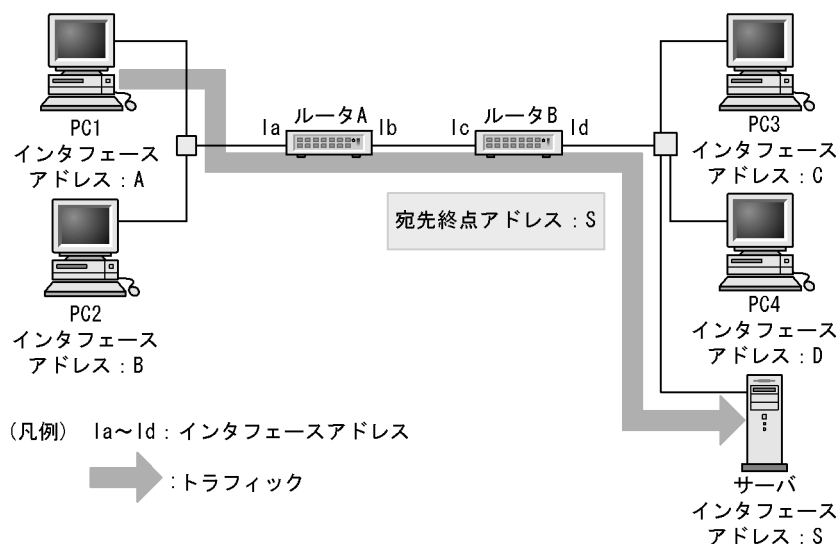 PC1
インタフェース
アドレス：A
PC2
インタフェース
アドレス：B
Ia
ルータA
Ib
Ic
ルータB
Id
宛先終点アドレス：S
PC3
インタフェース
アドレス：C
PC4
インタフェース
アドレス：D
サーバ
インタフェース
アドレス：S
(凡例) Ia～Id：インタフェースアドレス
：トラフィック